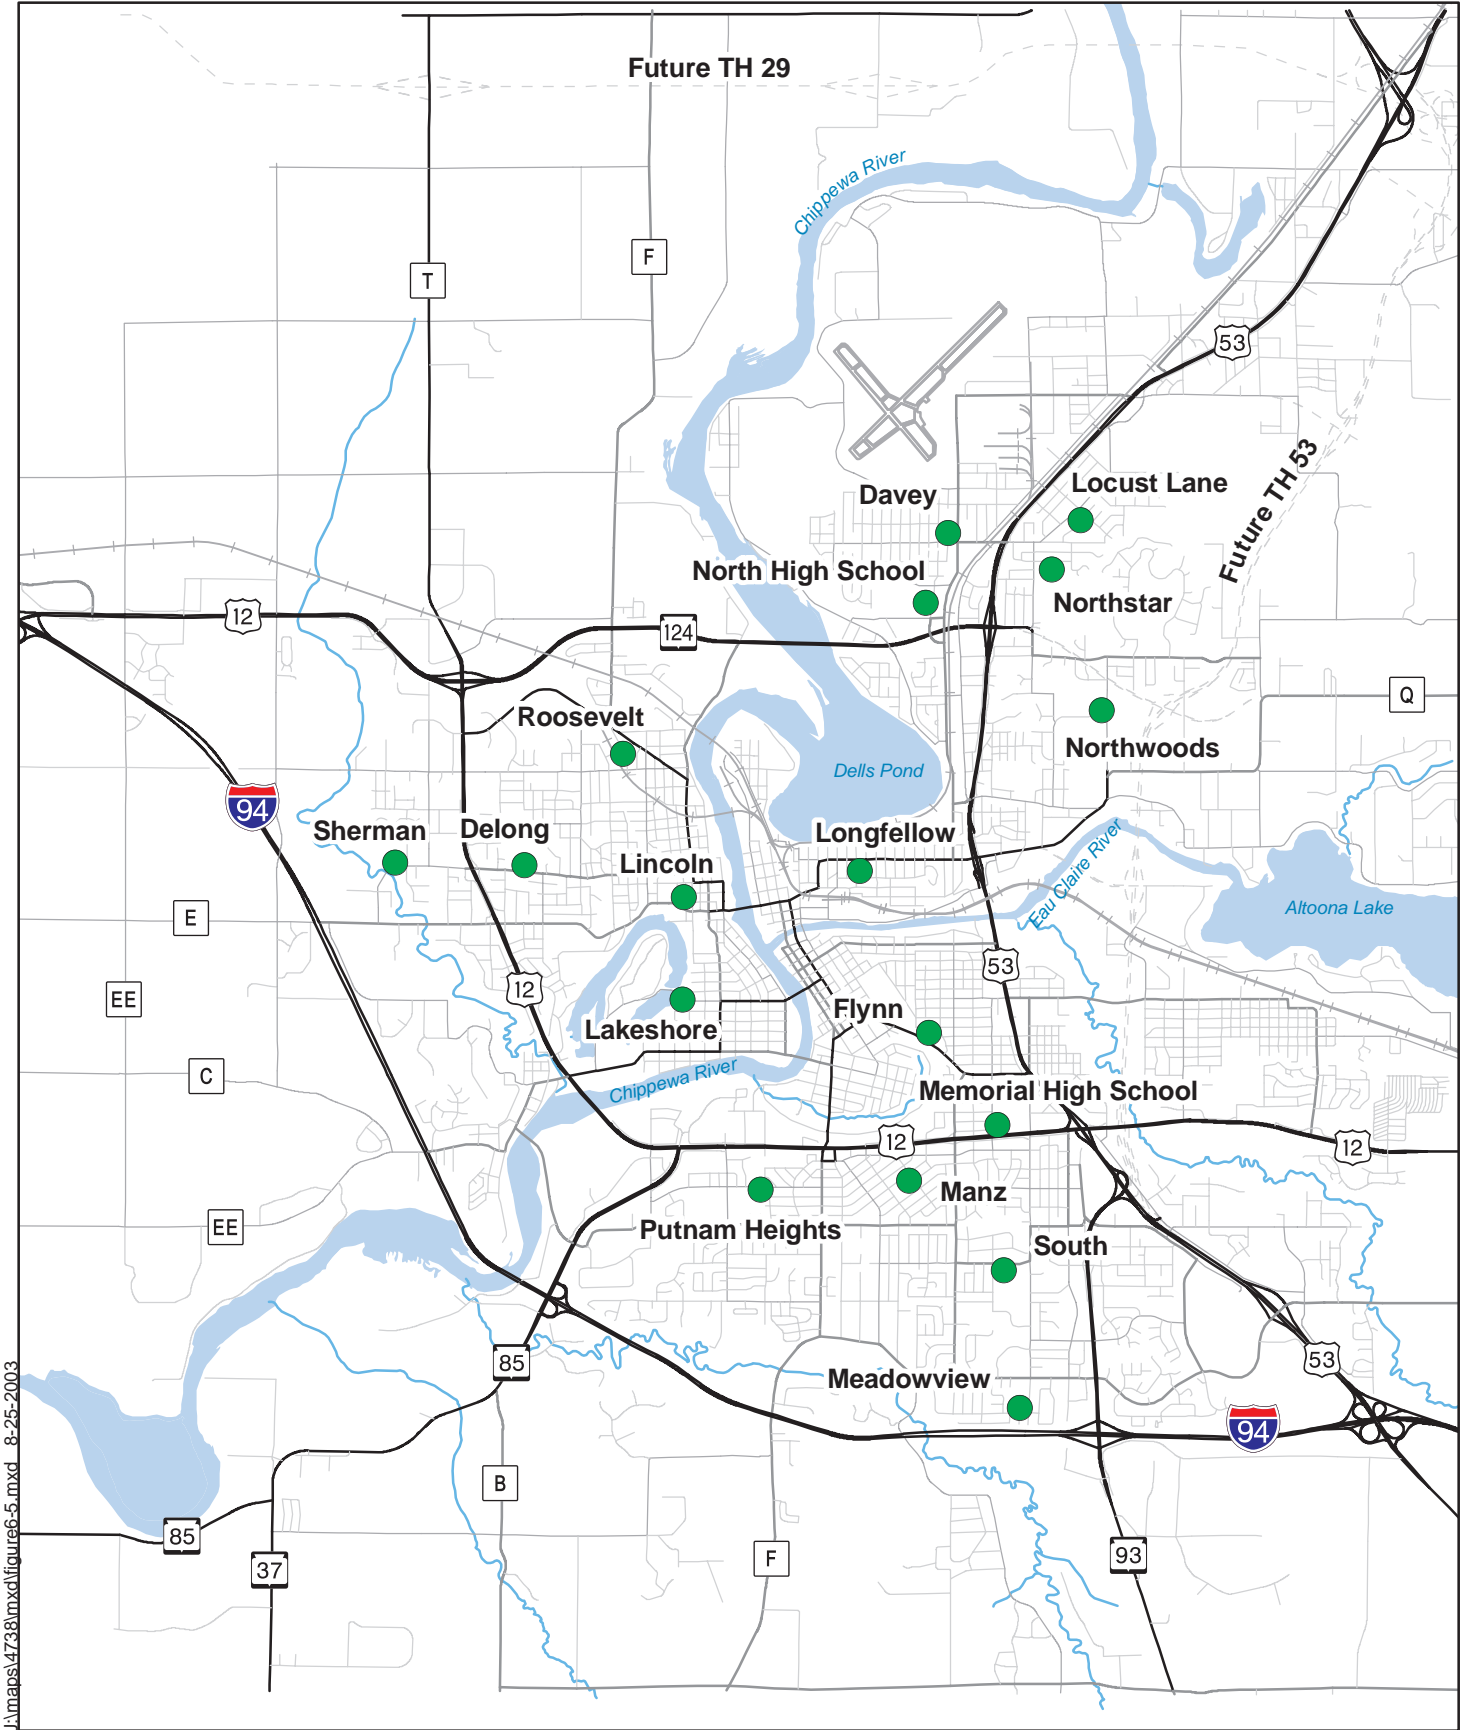 Future TH 29
Chippewa River
F
T
53
Future TH 53
Locust Lane
Davey
North High School
Northstar
12
124
Q
Roosevelt
Northwoods
Dells Pond
94
Sherman
Delong
Longfellow
Lincoln
Eau Claire River
Altoona Lake
E
53
12
EE
Flynn
Lakeshore
C
Chippewa River
Memorial High School
12
12
Manz
EE
Putnam Heights
South
85
53
Meadowview
94
B
85
F
93
37
J:\maps\4738\mxd\figure6-5.mxd 8-25-2003